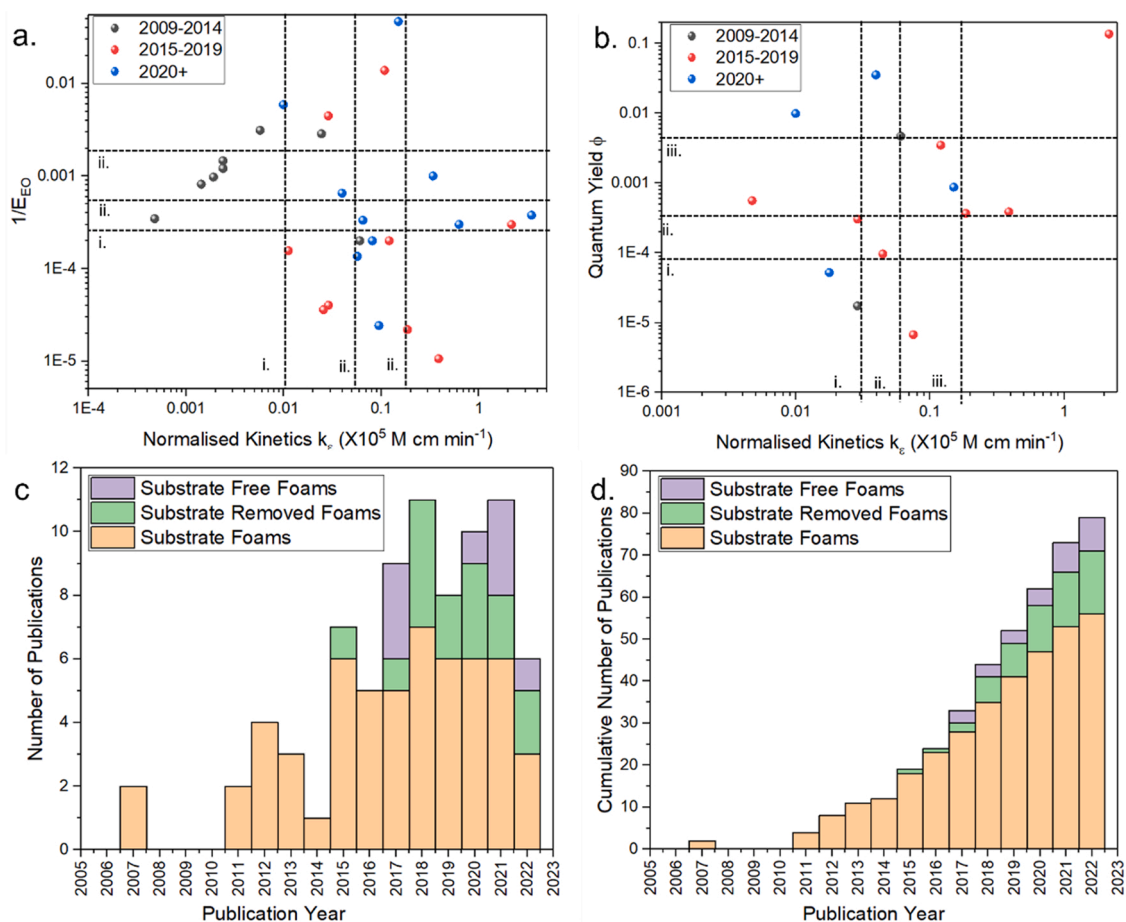 a.
2009-2014
2015-2019
2020+
0.01
0.001
1E-4
1E-5
1/E_EO
ii.
ii.
i.
i.
ii.
ii.
1E-4 0.001 0.01 0.1 1
Normalised Kinetics kε (X10⁵ M cm min⁻¹)
b.
2009-2014
2015-2019
2020+
0.1
0.01
0.001
1E-4
1E-5
1E-6
Quantum Yield ϕ
iii.
ii.
i.
i.
ii.
iii.
0.001 0.01 0.1 1
Normalised Kinetics kε (X10⁵ M cm min⁻¹)
c
Substrate Free Foams
Substrate Removed Foams
Substrate Foams
12
10
8
6
4
2
0
Number of Publications
2005 2006 2007 2008 2009 2010 2011 2012 2013 2014 2015 2016 2017 2018 2019 2020 2021 2022 2023
Publication Year
d.
Substrate Free Foams
Substrate Removed Foams
Substrate Foams
90
80
70
60
50
40
30
20
10
0
Cumulative Number of Publications
2005 2006 2007 2008 2009 2010 2011 2012 2013 2014 2015 2016 2017 2018 2019 2020 2021 2022 2023
Publication Year